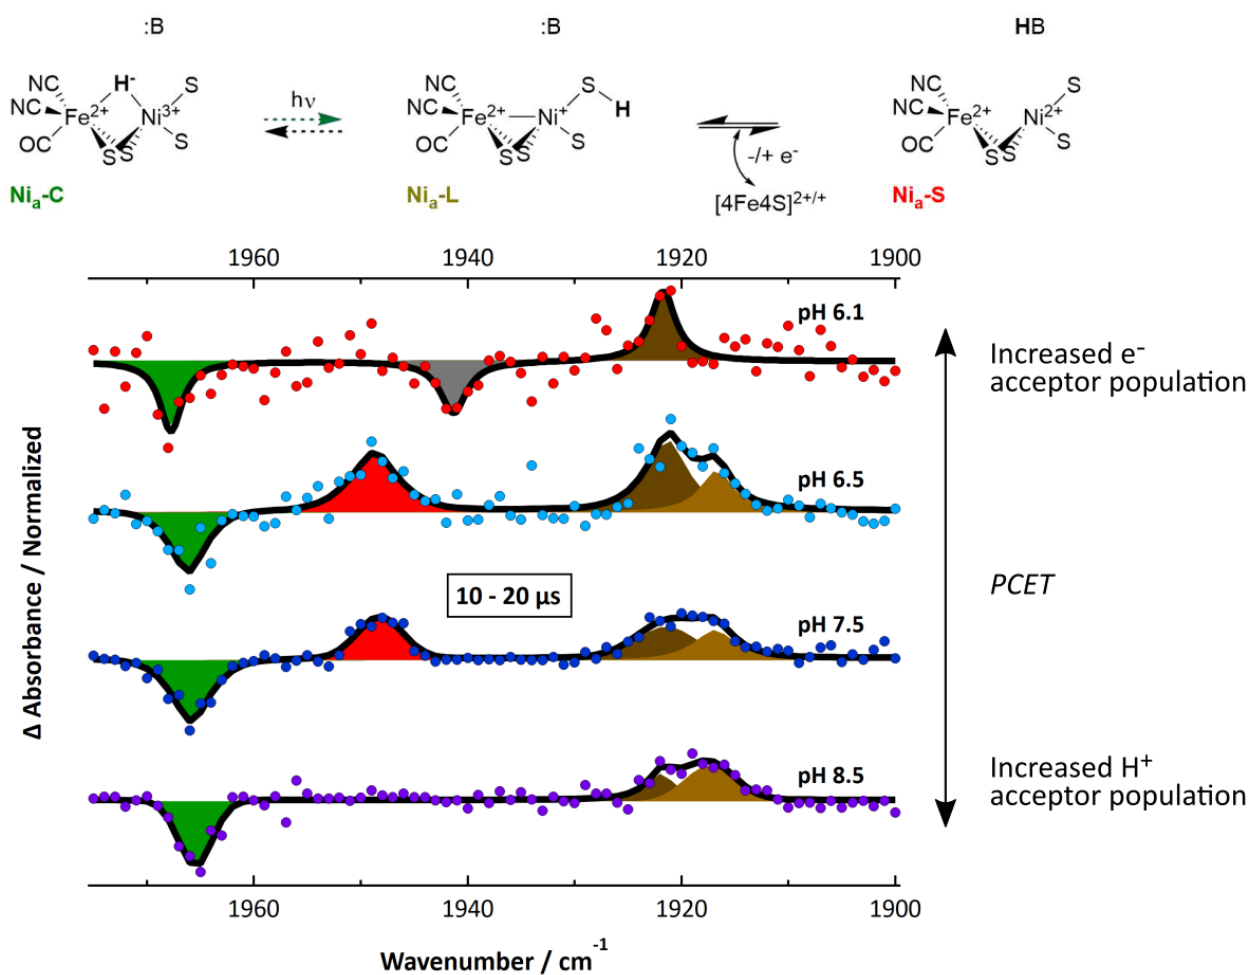 :B :B HB
NC H⁻ S NC S H NC S
NC Fe²⁺ Ni³⁺ hν NC Fe²⁺ Ni⁺ NC Fe²⁺ Ni²⁺
OC S S S OC S S S -/+ e⁻ OC S S S
Niₐ-C Niₐ-L [4Fe4S]²⁺/⁺ Niₐ-S
1960 1940 1920 1900
pH 6.1
Increased e⁻
acceptor population
pH 6.5
10 - 20 µs
PCET
pH 7.5
Δ Absorbance / Normalized
pH 8.5
Increased H⁺
acceptor population
1960 1940 1920 1900
Wavenumber / cm⁻¹